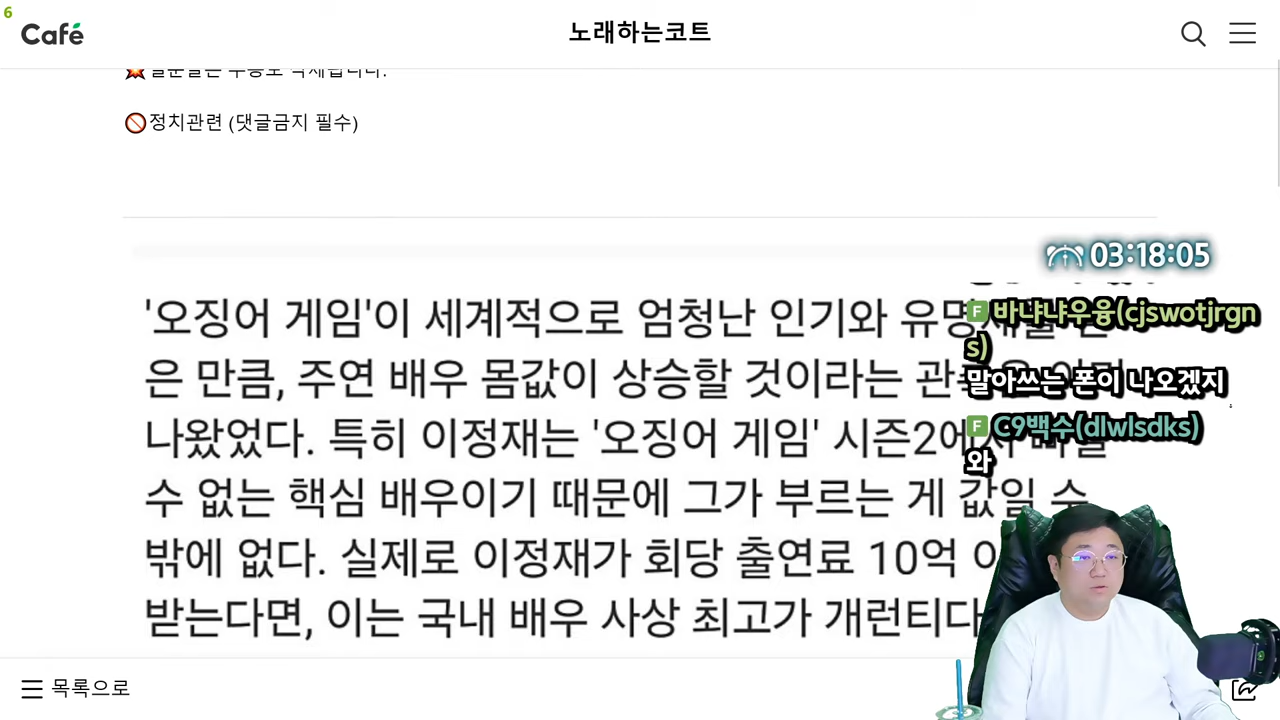 6
Café
노래하는코트
🚫정치관련 (댓글금지 필수)
03:18:05
'오징어 게임'이 세계적으로 엄청난 인기와
은 만큼, 주연 배우 몸값이 상승할 것이라는
나왔었다. 특히 이정재는 '오징어 게임' 시즌2에서
수 없는 핵심 배우이기 때문에 그가 부르는 게 값일 수
밖에 없다. 실제로 이정재가 회당 출연료 10억
받는다면, 이는 국내 배우 사상 최고가 개런티다
F 바냐냐우융(cjswotjrgn
s)
말아쓰는 폰이 나오겠지
F C9백수(dlwlsdks)
와
목록으로